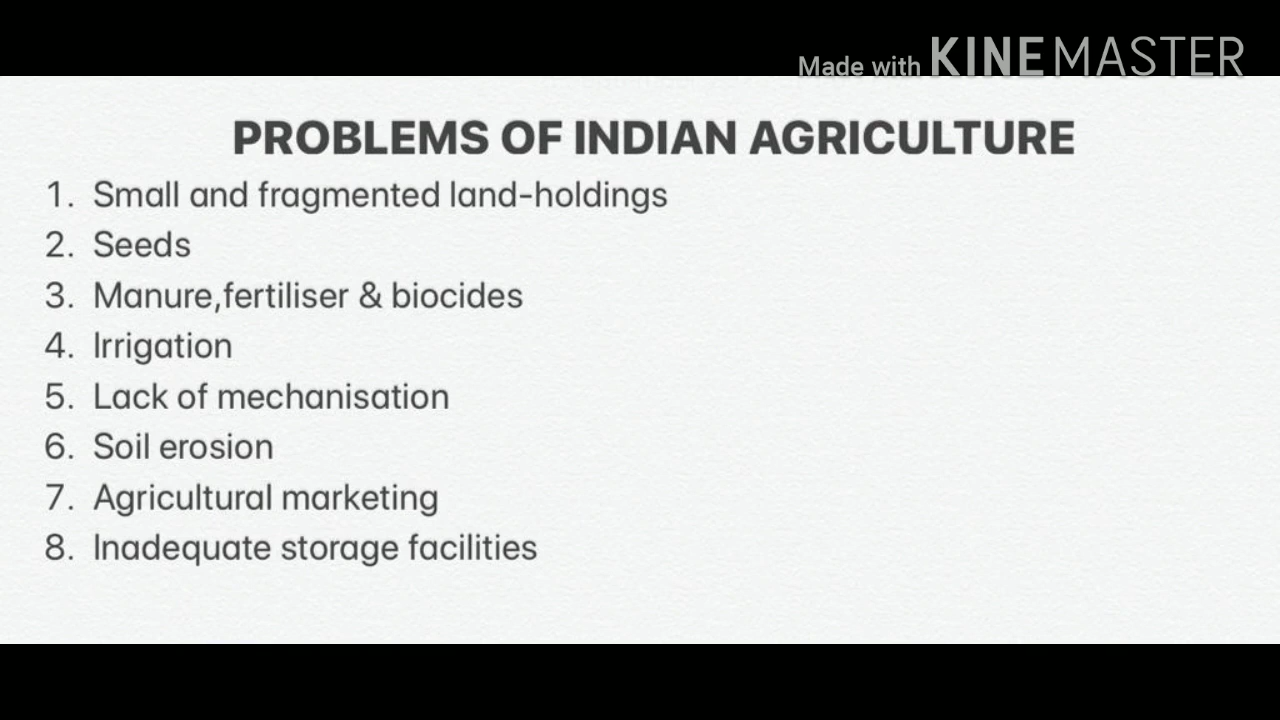 Made with KINEMASTER
PROBLEMS OF INDIAN AGRICULTURE
1. Small and fragmented land-holdings
2. Seeds
3. Manure,fertiliser & biocides
4. Irrigation
5. Lack of mechanisation
6. Soil erosion
7. Agricultural marketing
8. Inadequate storage facilities